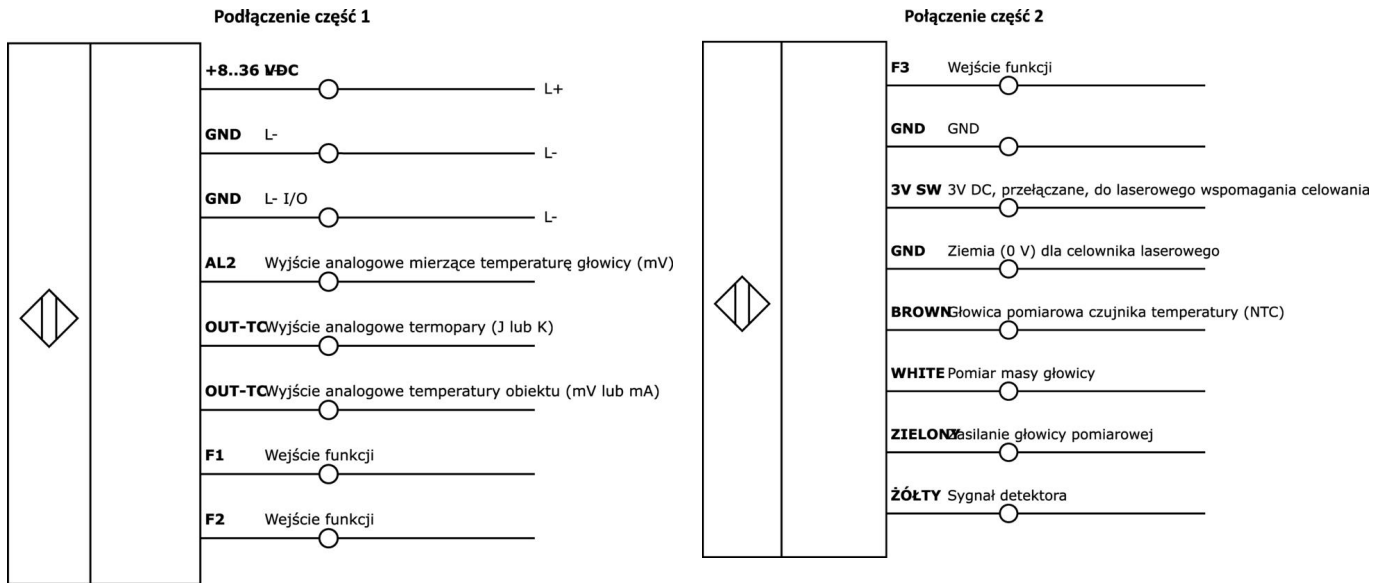 Podłączenie część 1
+8..36 VDC L+
L+
GND L-
L-
GND L- I/O
L-
AL2 Wyjście analogowe mierzące temperaturę głowicy (mV)
OUT-TC Wyjście analogowe termopary (J lub K)
OUT-TC Wyjście analogowe temperatury obiektu (mV lub mA)
F1 Wejście funkcji
F2 Wejście funkcji
Połączenie część 2
F3 Wejście funkcji
GND GND
3V SW 3V DC, przełączane, do laserowego wspomagania celowania
GND Ziemia (0 V) dla celownika laserowego
BROWN Głowica pomiarowa czujnika temperatury (NTC)
WHITE Pomiar masy głowicy
ZIELONY Zasilanie głowicy pomiarowej
ŻÓŁTY Sygnał detektora